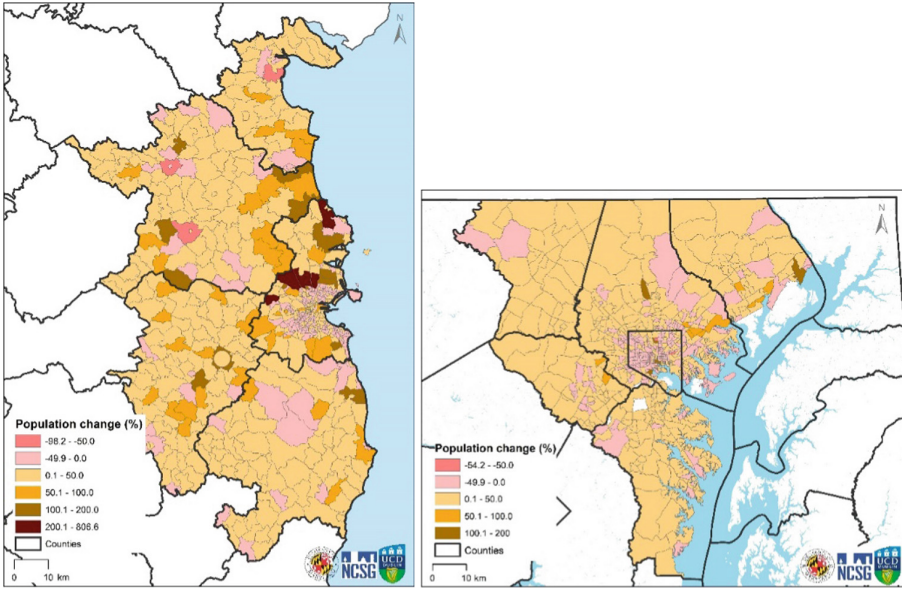 N
Population change (%)
-98.2 - -50.0
-49.9 - 0.0
0.1 - 50.0
50.1 - 100.0
100.1 - 200.0
200.1 - 806.6
Counties
0 10 km
NCSG
UCD
DUBLIN
N
Population change (%)
-54.2 - -50.0
-49.9 - 0.0
0.1 - 50.0
50.1 - 100.0
100.1 - 200
Counties
0 10 km
NCSG
UCD
DUBLIN